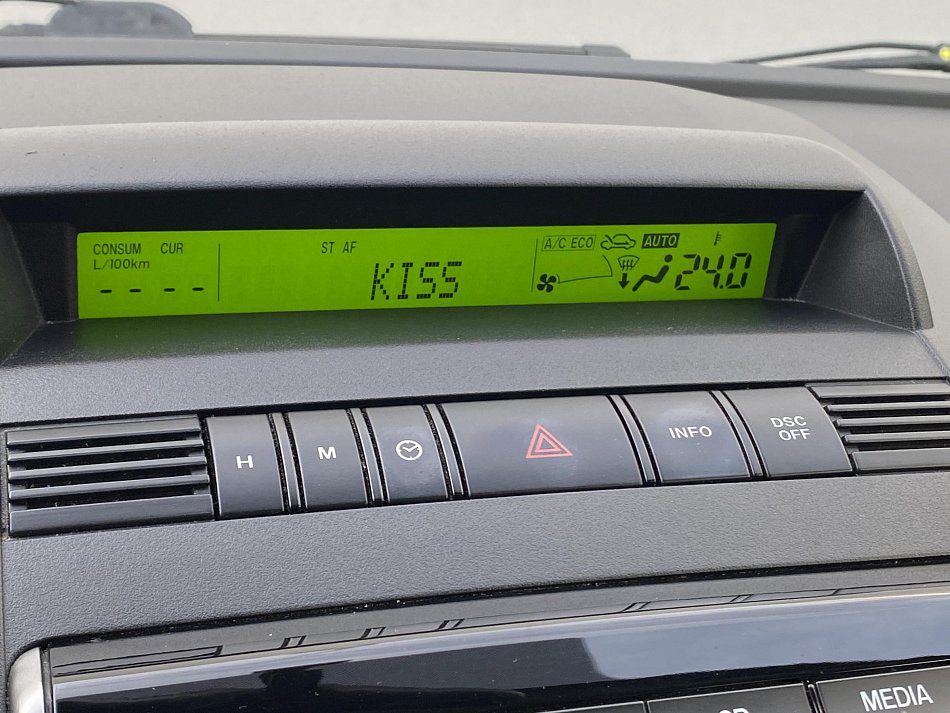 CONSUM CUR
L/100km
- - - -
ST AF
KISS
A/C ECO AUTO
24.0
H
M
INFO
DSC
OFF
MEDIA